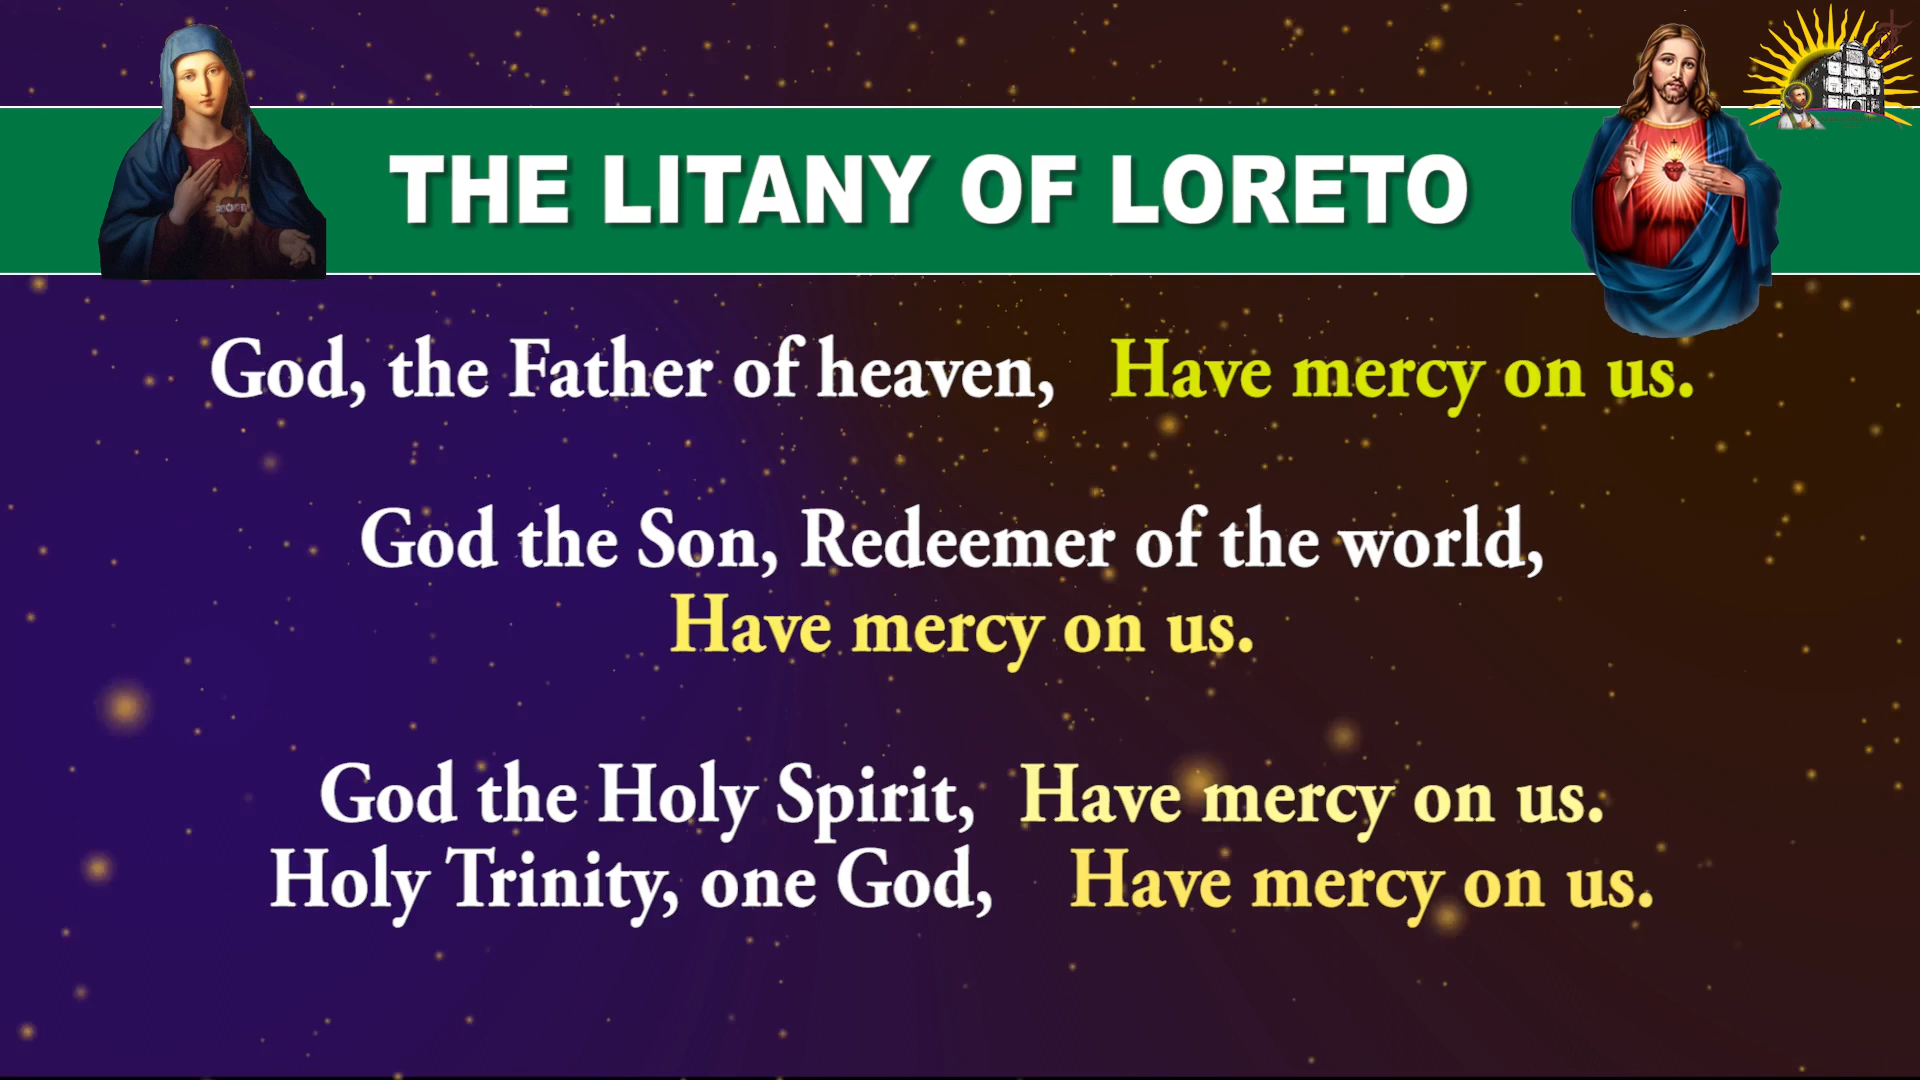 THE LITANY OF LORETO
God, the Father of heaven, Have mercy on us.
God the Son, Redeemer of the world,
Have mercy on us.
God the Holy Spirit, Have mercy on us.
Holy Trinity, one God, Have mercy on us.